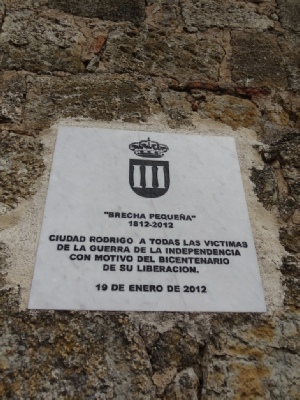 "BRECHA PEQUEÑA"
1812-2012
CIUDAD RODRIGO A TODAS LAS VICTIMAS
DE LA GUERRA DE LA INDEPENDENCIA
CON MOTIVO DEL BICENTENARIO
DE SU LIBERACION.
19 DE ENERO DE 2012